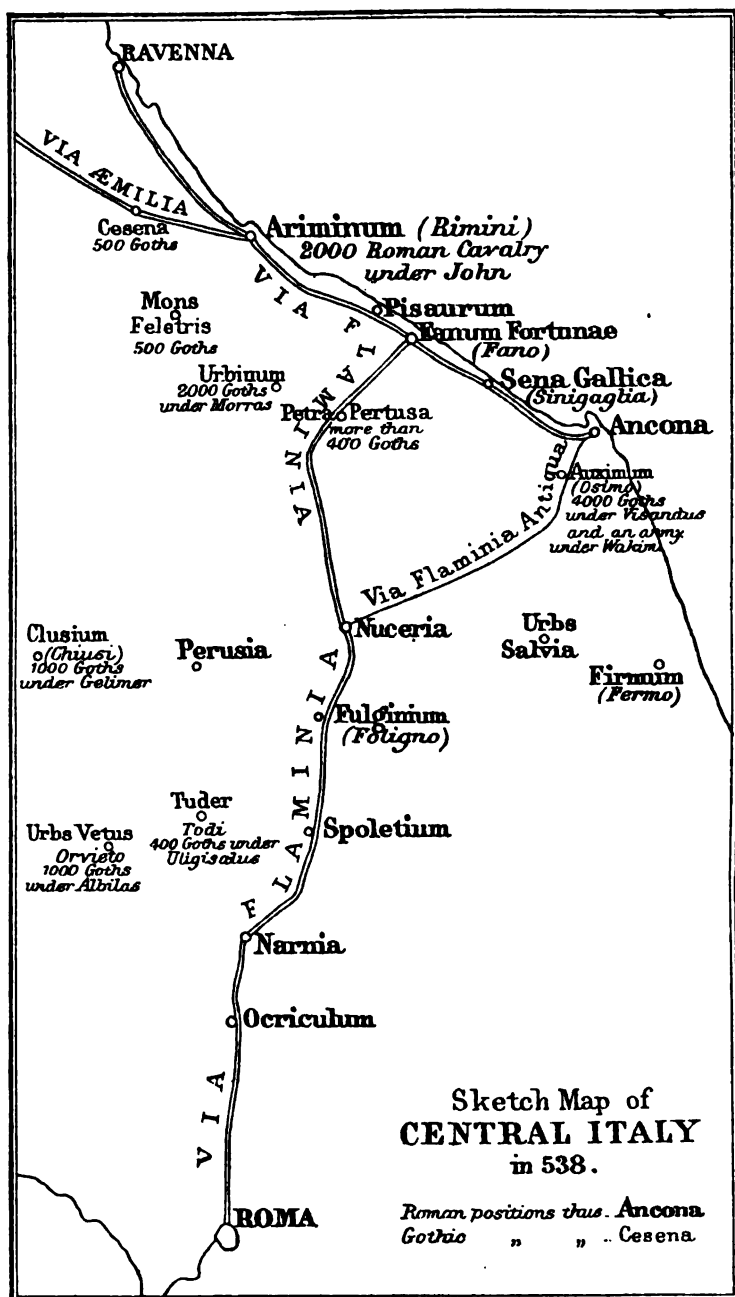 RAVENNA
VIA ÆMILIA
Cesena
500 Goths
Ariminum (Rimini)
2000 Roman Cavalry
under John
VIA FLAMINIA
Mons
Feletris
500 Goths
Pisaurum
Fanum Fortunae
(Fano)
Urbinum
2000 Goths
under Morras
Petra Pertusa
more than
400 Goths
Sena Gallica
(Sinigaglia)
Ancona
Auximum
(Osimo)
4000 Goths
under Visandus
and an army
under Wakim
Via Flaminia Antiqua
Nuceria
Clusium
(Chiusi)
1000 Goths
under Gelimer
Perusia
Urbs
Salvia
Firmum
(Fermo)
Fulginium
(Foligno)
VIA FLAMINIA
Tuder
Todi
400 Goths under
Uligisalus
Urbs Vetus
Orvieto
1000 Goths
under Albilas
Spoletium
Narnia
Ocriculum
ROMA
Sketch Map of
CENTRAL ITALY
in 538.
Roman positions thus.. Ancona
Gothic „ „ .. Cesena